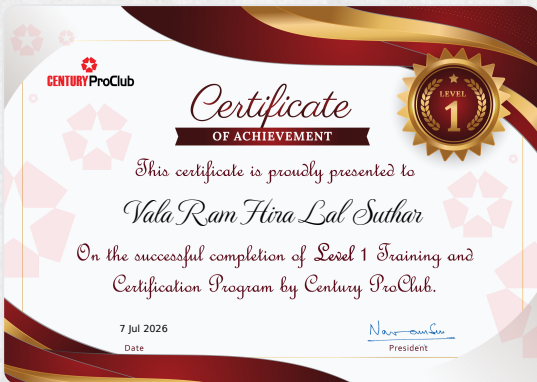 CENTURY ProClub
Certificate
OF ACHIEVEMENT
LEVEL
1
This certificate is proudly presented to
Vala Ram Hira Lal Suthar
On the successful completion of Level 1 Training and
Certification Program by Century ProClub.
7 Jul 2026
Date
President